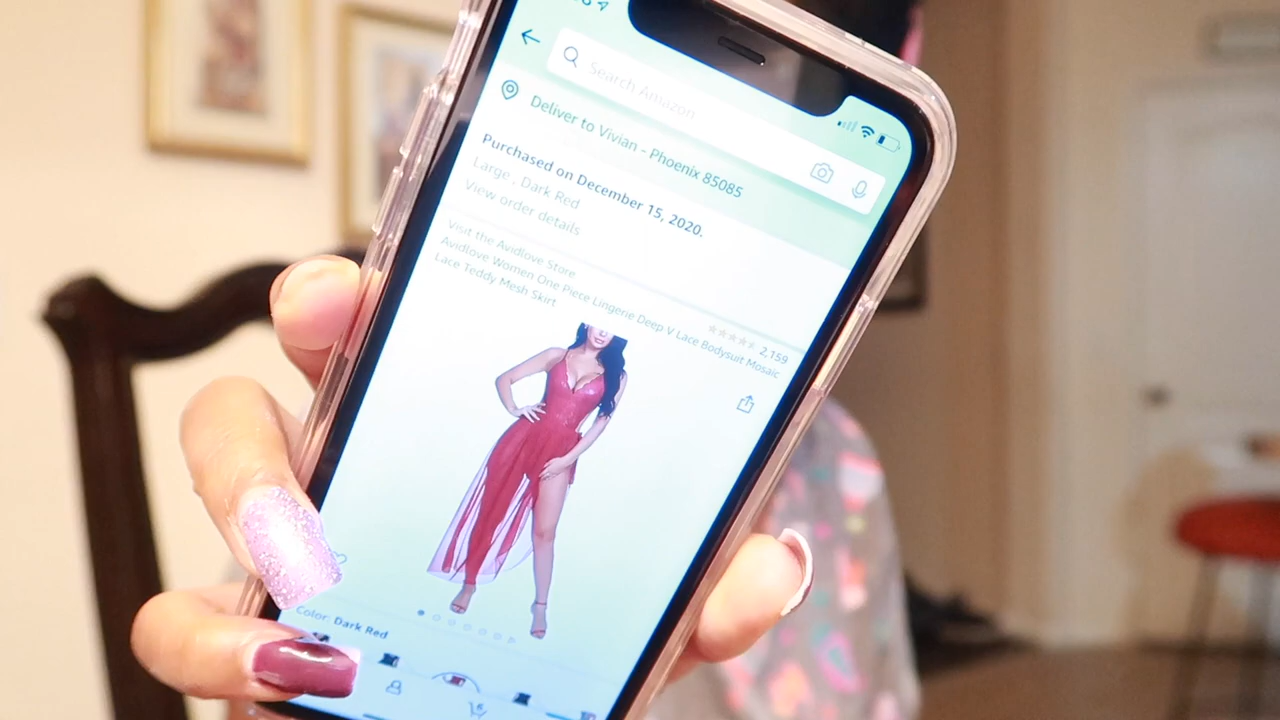 Search Amazon
Deliver to Vivian - Phoenix 85085
Purchased on December 15, 2020.
Large , Dark Red
View order details
Visit the Avidlove Store
2,159
Avidlove Women One Piece Lingerie Deep V Lace Bodysuit Mosaic
Lace Teddy Mesh Skirt
Color: Dark Red